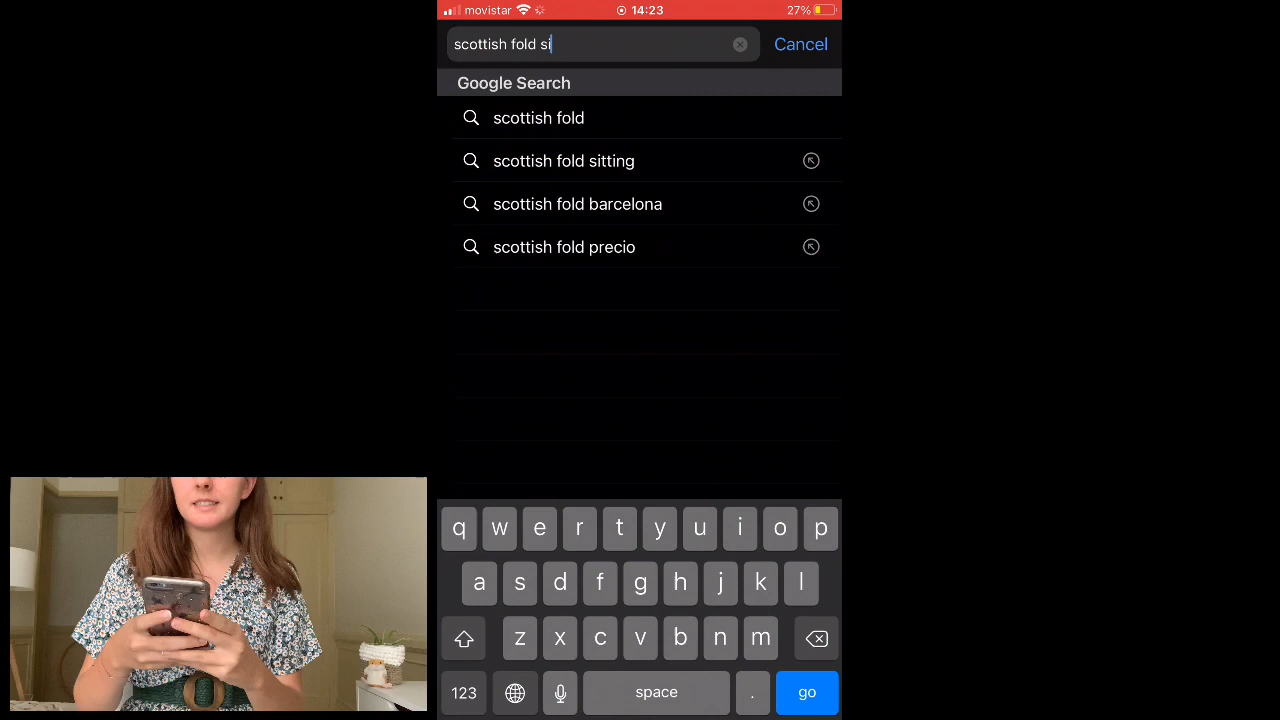 movistar 14:23 27%
scottish fold si Cancel
Google Search
scottish fold
scottish fold sitting
scottish fold barcelona
scottish fold precio
q w e r t y u i o p
a s d f g h j k l
z x c v b n m
123 space . go